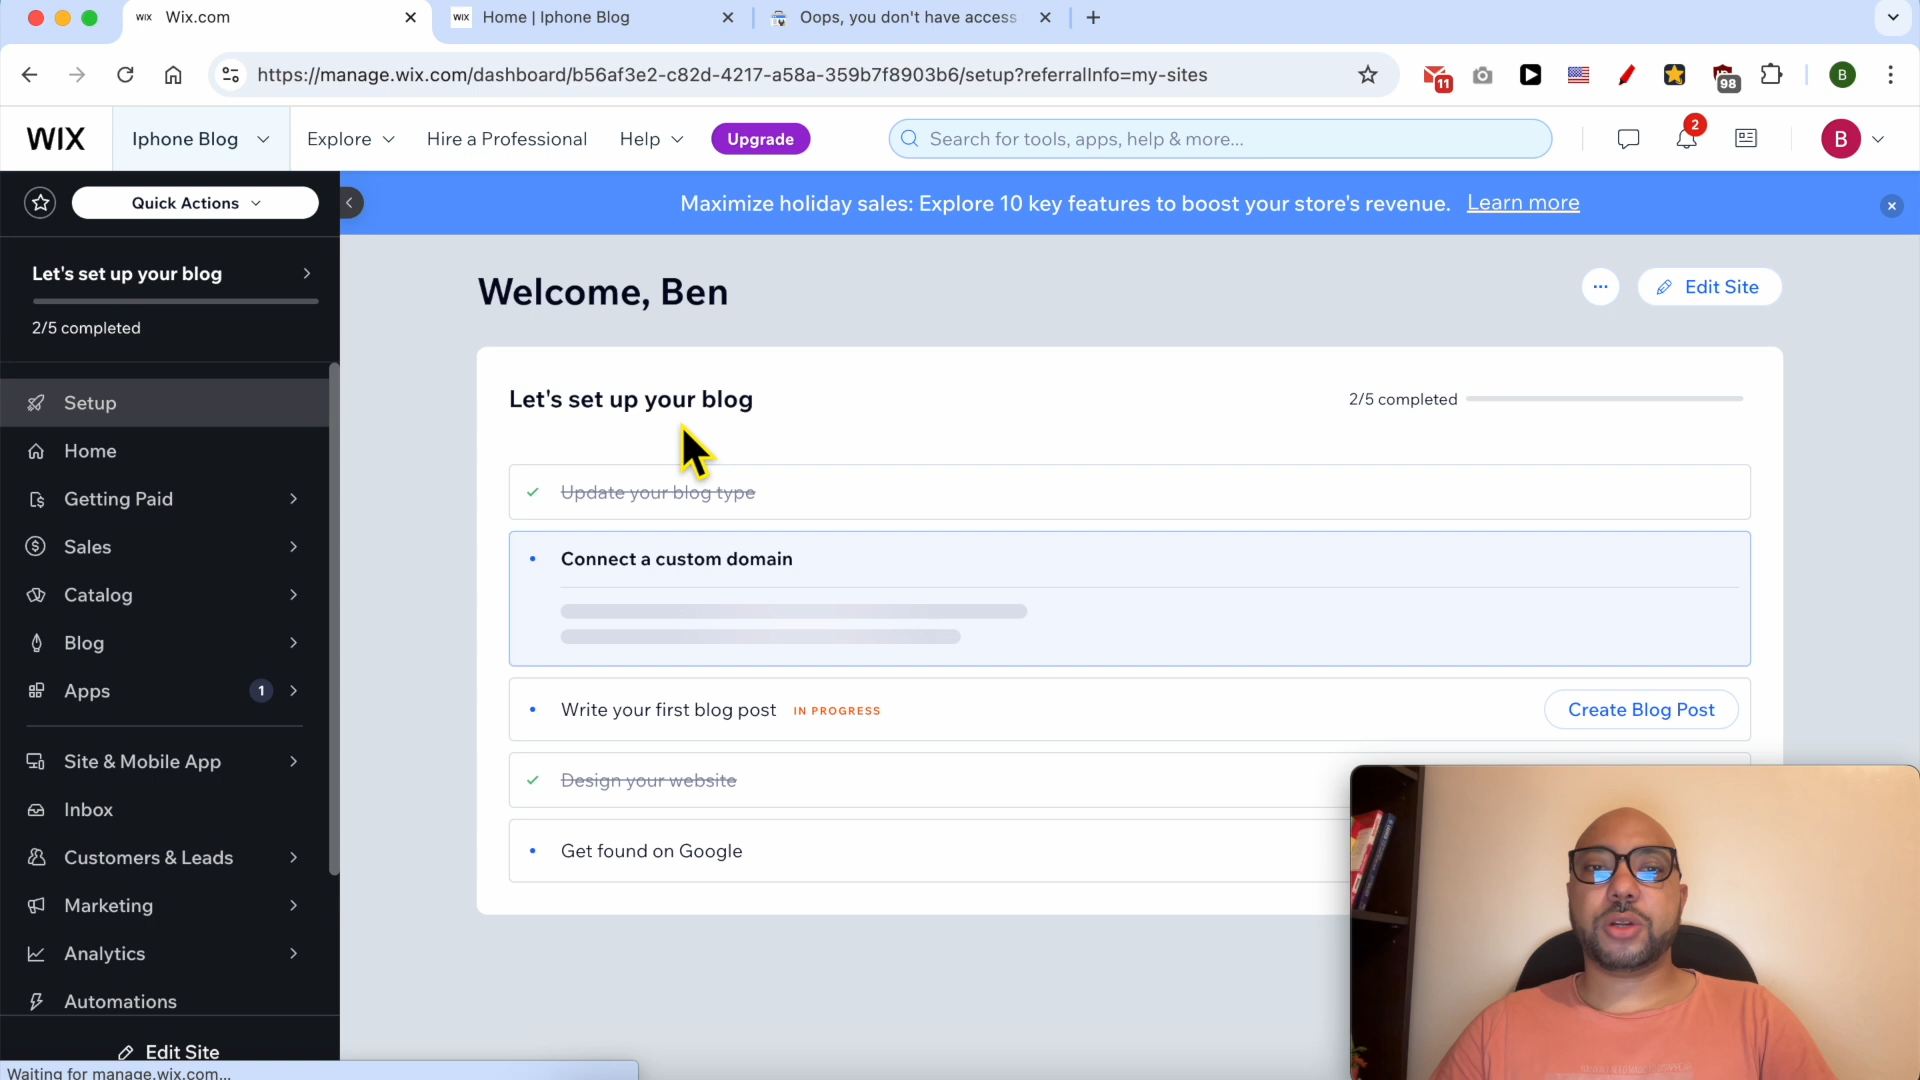 WIX Wix.com
WIX Home | Iphone Blog
Oops, you don't have access
https://manage.wix.com/dashboard/b56af3e2-c82d-4217-a58a-359b7f8903b6/setup?referralInfo=my-sites
11
98
B
WIX
Iphone Blog
Explore
Hire a Professional
Help
Upgrade
Search for tools, apps, help & more...
2
B
Quick Actions
Maximize holiday sales: Explore 10 key features to boost your store's revenue. Learn more
Let's set up your blog
2/5 completed
Setup
Home
Getting Paid
Sales
Catalog
Blog
Apps 1
Site & Mobile App
Inbox
Customers & Leads
Marketing
Analytics
Automations
Edit Site
Waiting for manage.wix.com...
Welcome, Ben
Edit Site
Let's set up your blog
2/5 completed
Update your blog type
Connect a custom domain
Write your first blog post IN PROGRESS
Create Blog Post
Design your website
Get found on Google